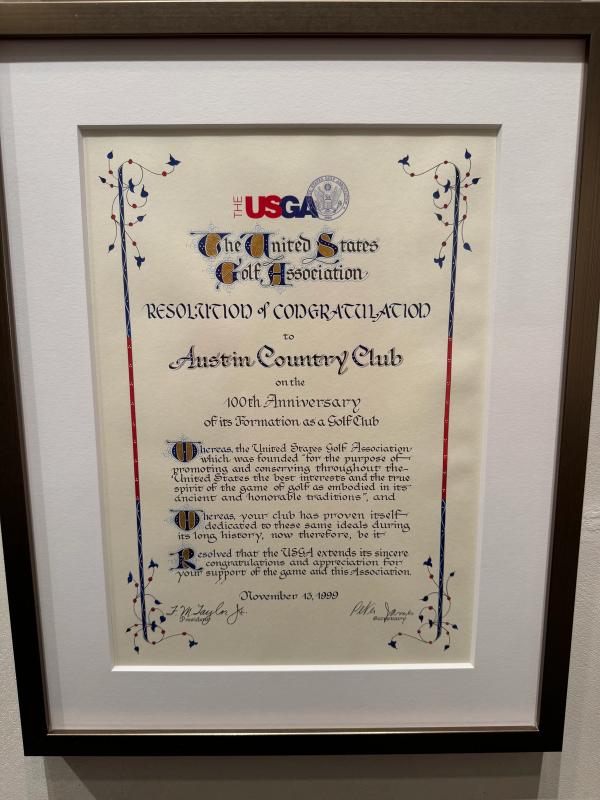 THE USGA
The United States
Golf Association
RESOLUTION of CONGRATULATION
to
Austin Country Club
on the
100th Anniversary
of its Formation as a Golf Club
Whereas, the United States Golf Association
which was founded "for the purpose of
promoting and conserving throughout the
United States the best interests and the true
spirit of the game of golf as embodied in its
ancient and honorable traditions", and
Whereas, your club has proven itself
dedicated to these same ideals during
its long history, now therefore, be it
Resolved that the USGA extends its sincere
congratulations and appreciation for
your support of the game and this Association.
November 13, 1999
F. M. Taylor Jr.
President
Secretary